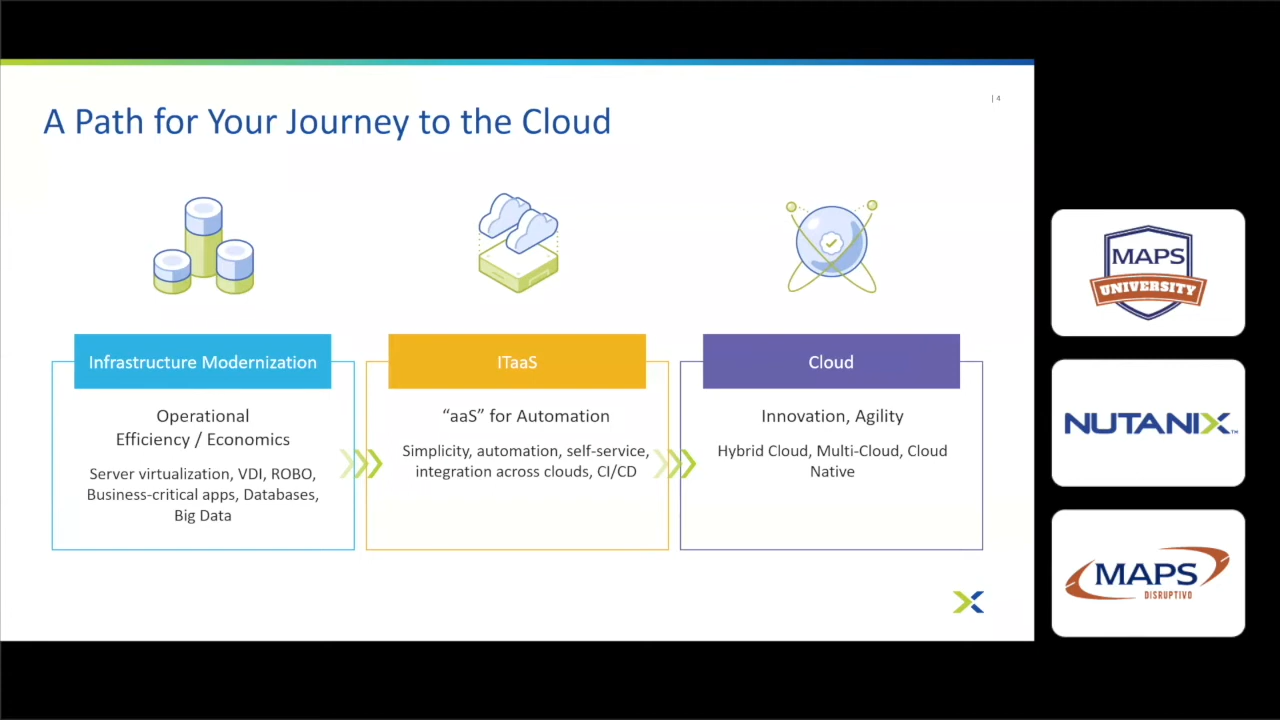 A Path for Your Journey to the Cloud
| 4
Infrastructure Modernization
Operational
Efficiency / Economics
Server virtualization, VDI, ROBO,
Business-critical apps, Databases,
Big Data
ITaaS
“aaS” for Automation
Simplicity, automation, self-service,
integration across clouds, CI/CD
Cloud
Innovation, Agility
Hybrid Cloud, Multi-Cloud, Cloud
Native
MAPS
UNIVERSITY
NUTANIX™
MAPS
DISRUPTIVO